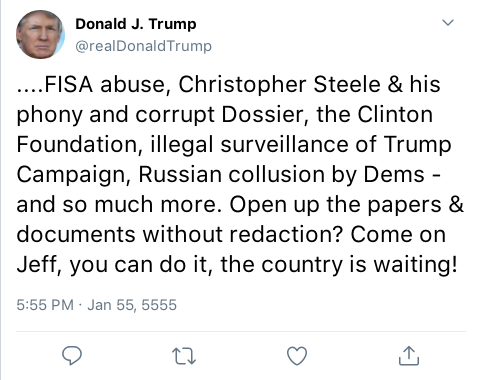 Donald J. Trump
@realDonaldTrump
....FISA abuse, Christopher Steele & his
phony and corrupt Dossier, the Clinton
Foundation, illegal surveillance of Trump
Campaign, Russian collusion by Dems -
and so much more. Open up the papers &
documents without redaction? Come on
Jeff, you can do it, the country is waiting!
5:55 PM · Jan 55, 5555